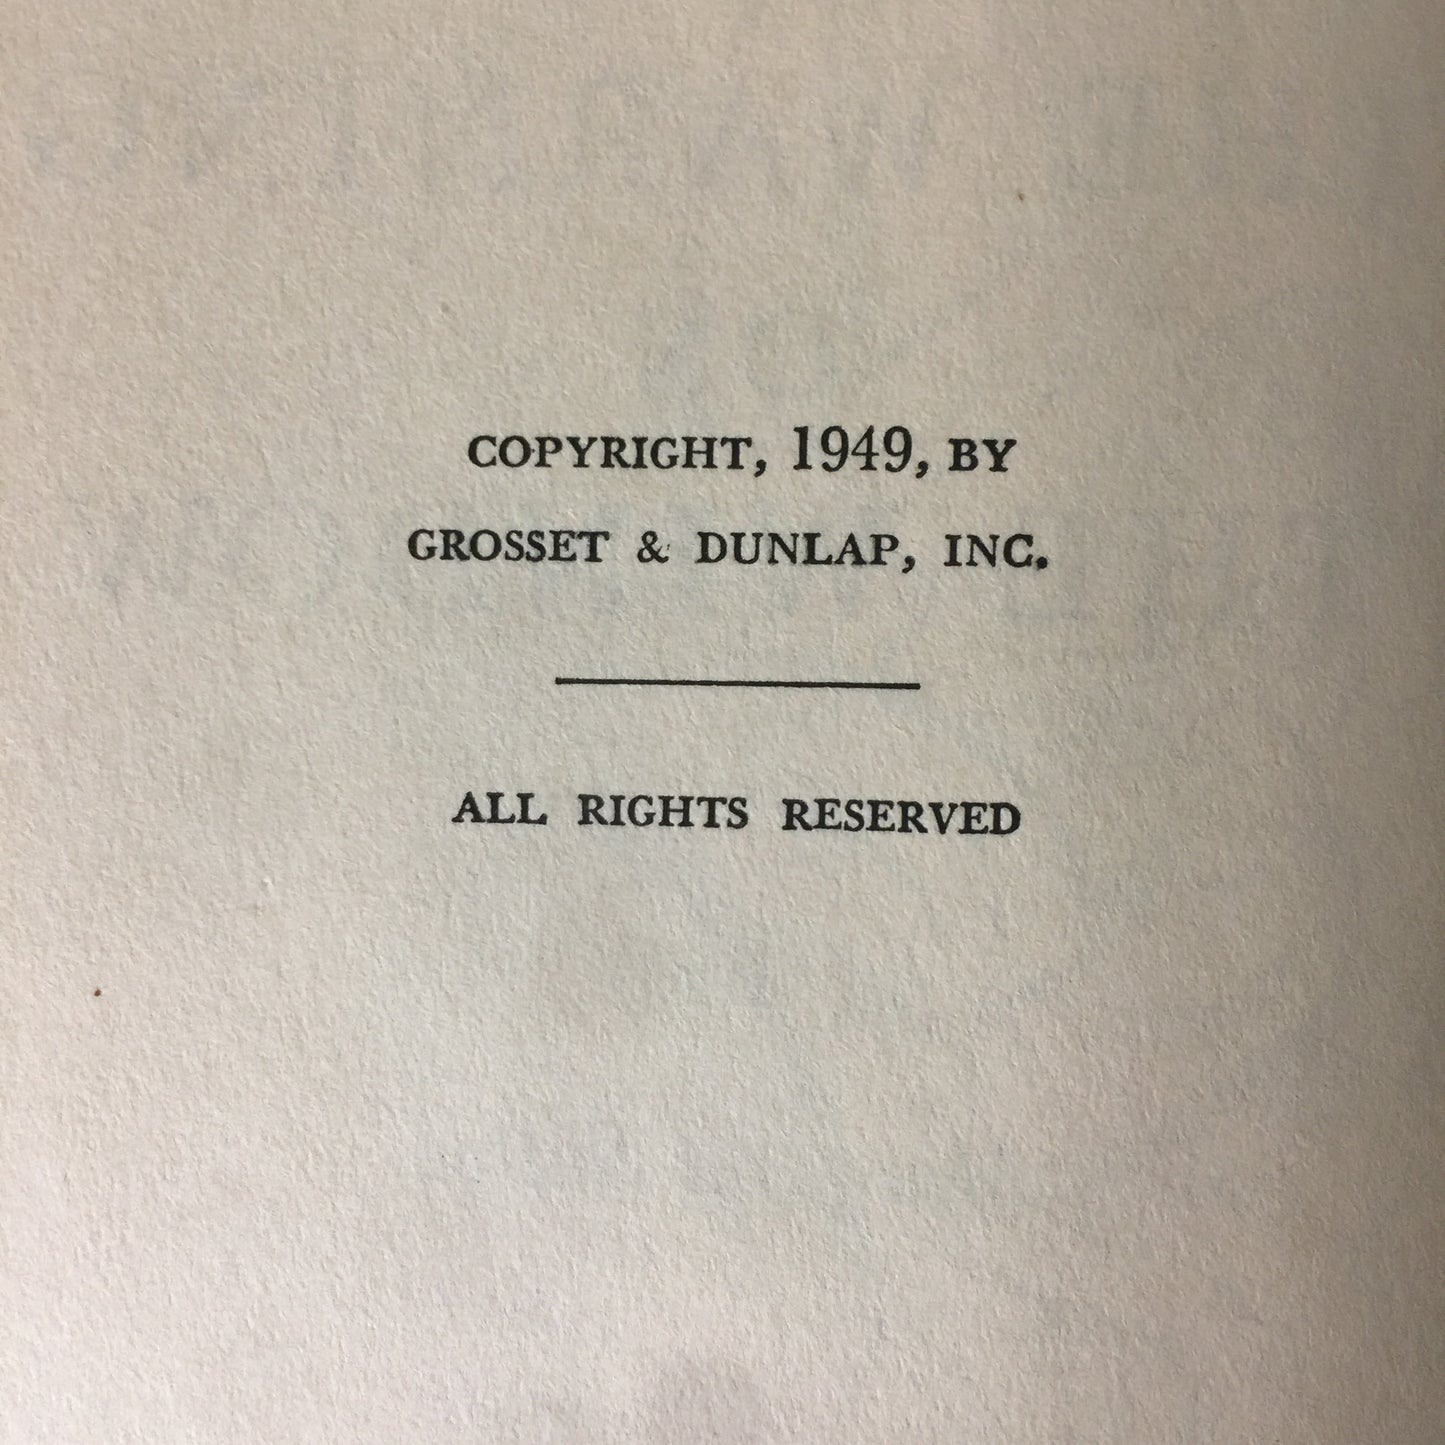 COPYRIGHT, 1949, BY
GROSSET & DUNLAP, INC.
ALL RIGHTS RESERVED